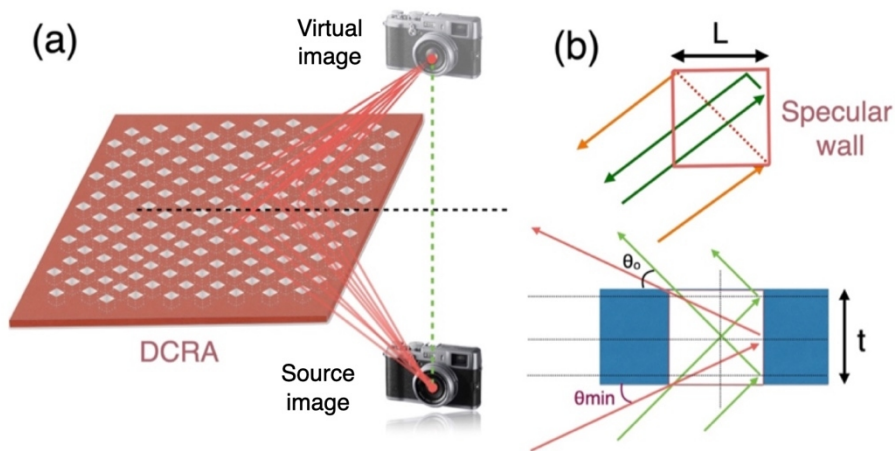 (a)
Virtual
image
DCRA
Source
image
(b)
L
Specular
wall
θo
t
θmin